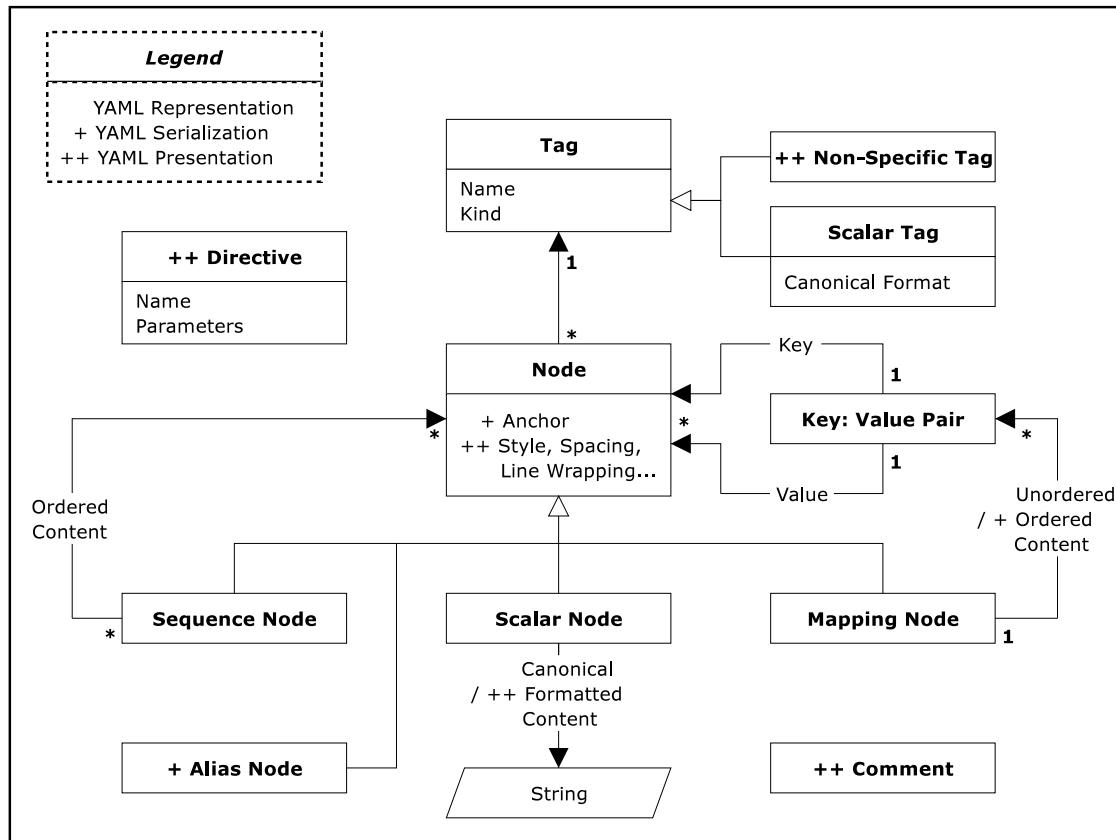 Legend
YAML Representation
+ YAML Serialization
++ YAML Presentation
Tag
Name
Kind
++ Non-Specific Tag
Scalar Tag
Canonical Format
++ Directive
Name
Parameters
1
*
Node
+ Anchor
++ Style, Spacing,
Line Wrapping...
Key
1
*
Key: Value Pair
1
Value
*
*
Ordered
Content
*
Unordered
/ + Ordered
Content
1
Sequence Node
Scalar Node
Mapping Node
Canonical
/ ++ Formatted
Content
+ Alias Node
String
++ Comment